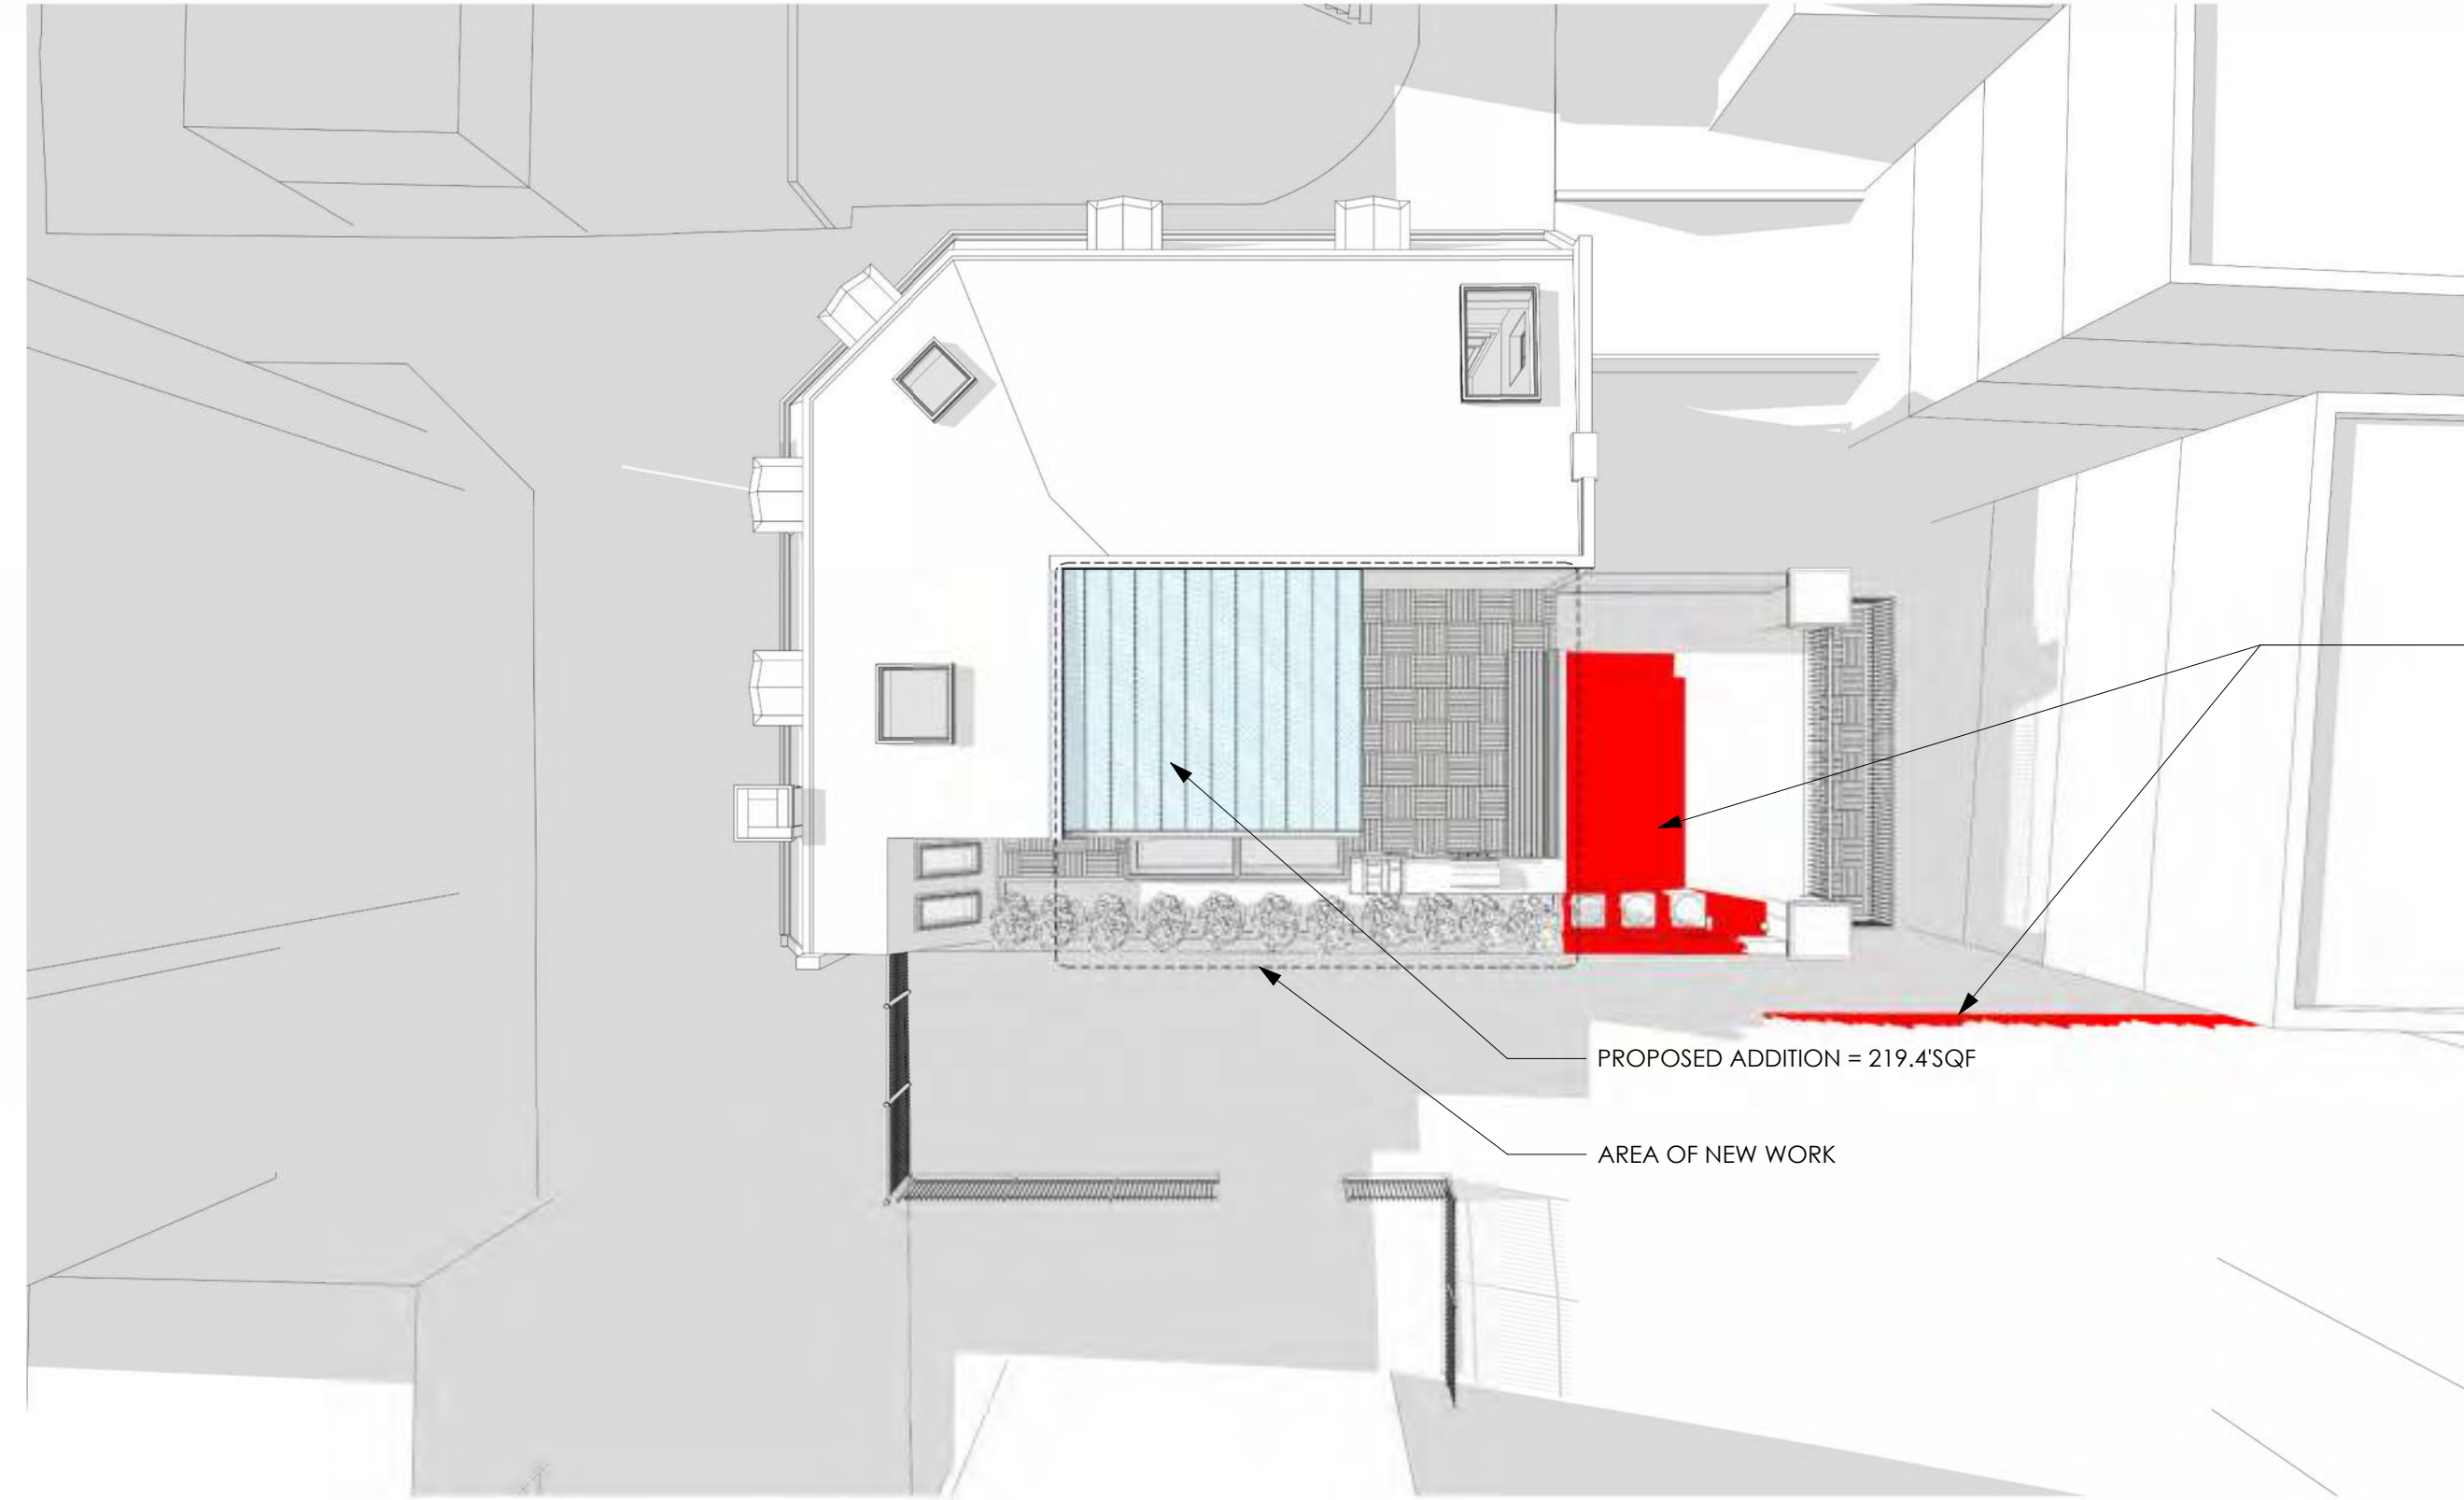 PROPOSED ADDITION = 219.4'SQF
AREA OF NEW WORK